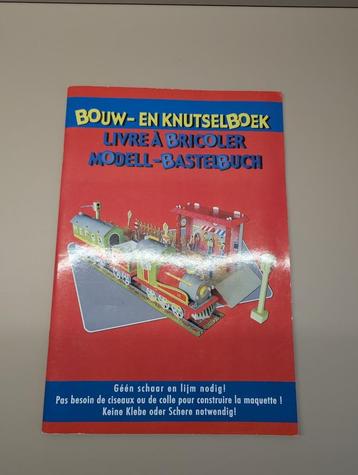 BOUW- EN KNUTSELBOEK
LIVRE À BRICOLER
MODELL-BASTELBUCH
Géén schaar en lijm nodig!
Pas besoin de ciseaux ou de colle pour construire la maquette !
Keine Klebe oder Schere notwendig!